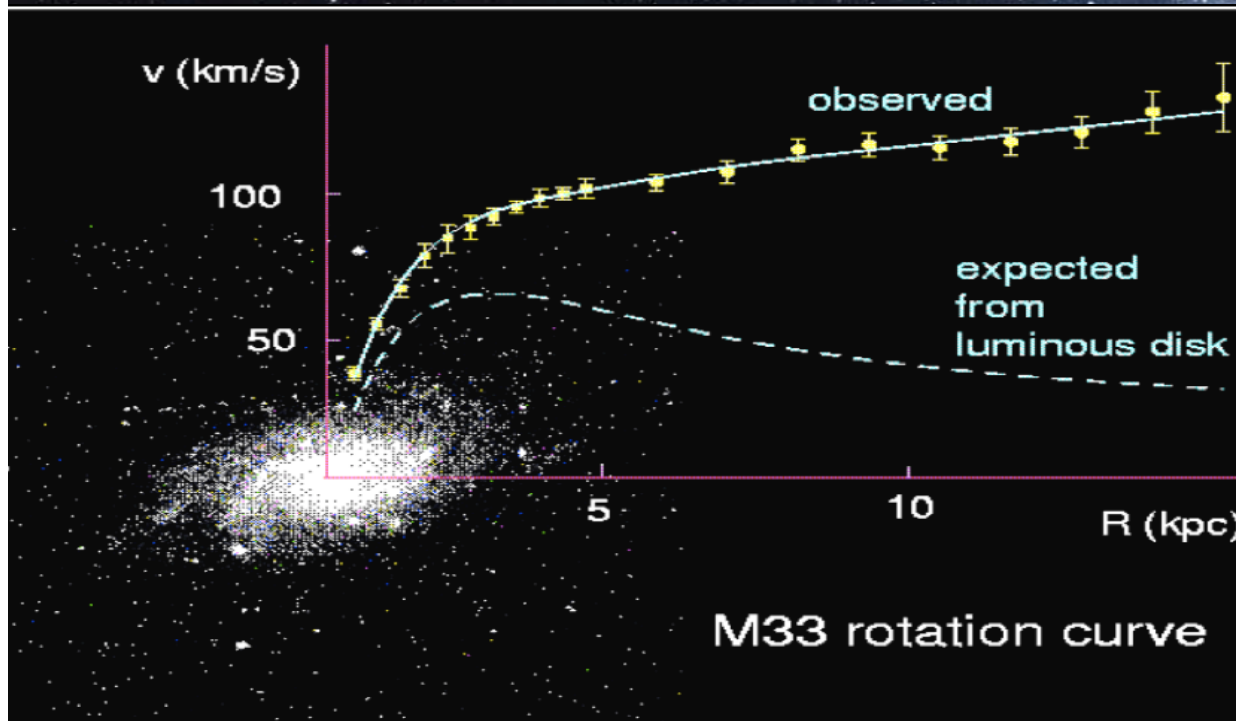 v (km/s)
observed
100
expected
from
luminous disk
50
5
10
R (kpc)
M33 rotation curve